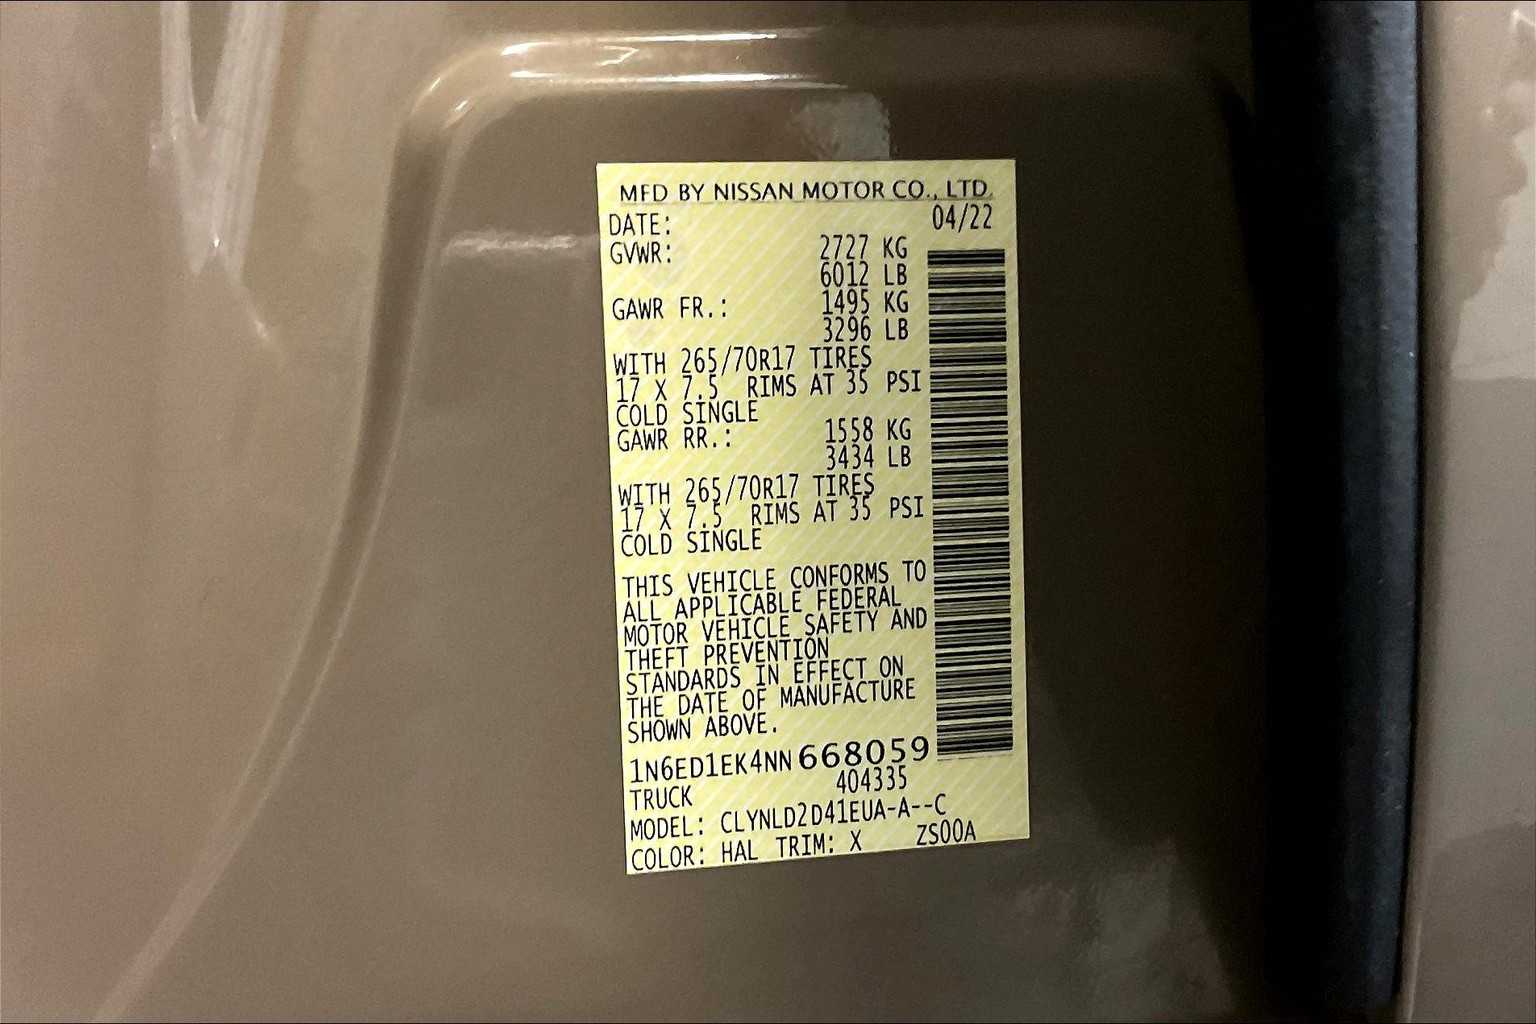 MFD BY NISSAN MOTOR CO., LTD.
DATE: 04/22
GVWR: 2727 KG
6012 LB
GAWR FR.: 1495 KG
3296 LB
WITH 265/70R17 TIRES
17 X 7.5 RIMS AT 35 PSI
COLD SINGLE
GAWR RR.: 1558 KG
3434 LB
WITH 265/70R17 TIRES
17 X 7.5 RIMS AT 35 PSI
COLD SINGLE
THIS VEHICLE CONFORMS TO
ALL APPLICABLE FEDERAL
MOTOR VEHICLE SAFETY AND
THEFT PREVENTION
STANDARDS IN EFFECT ON
THE DATE OF MANUFACTURE
SHOWN ABOVE.
1N6ED1EK4NN668059
TRUCK 404335
MODEL: CLYNLD2D41EUA-A--C
COLOR: HAL TRIM: X ZS00A